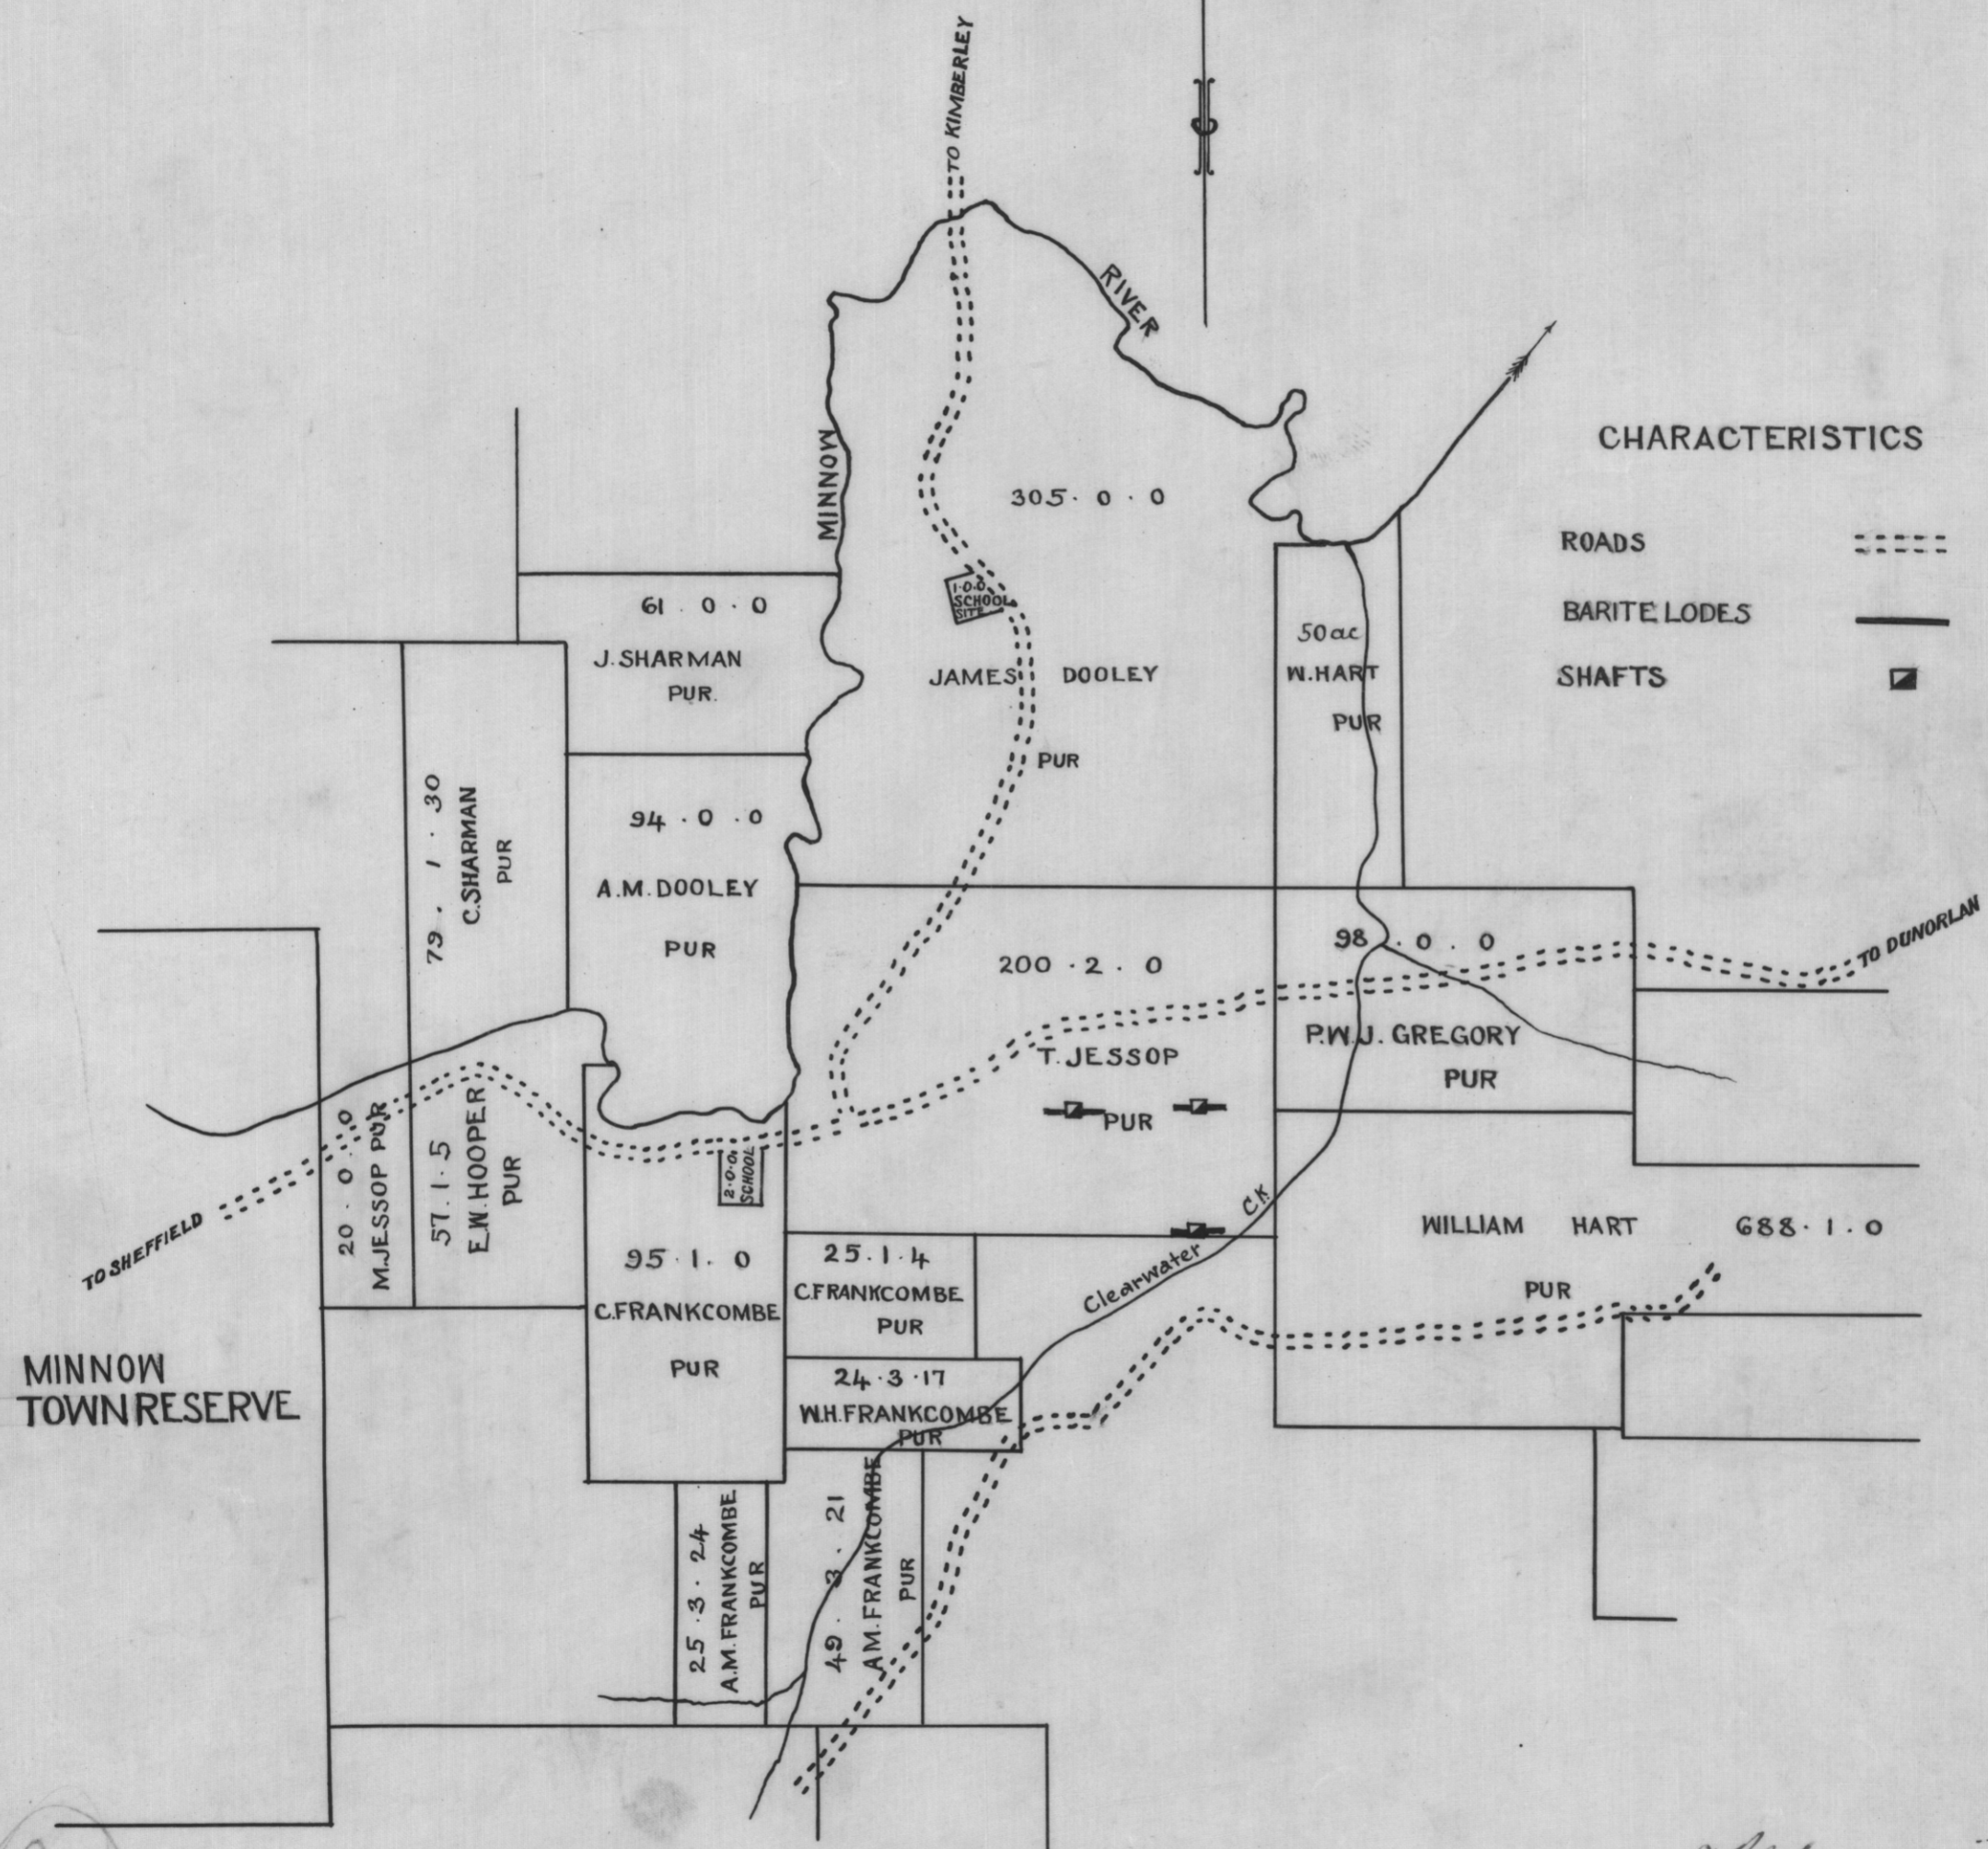 TO KIMBERLEY
RIVER
MINNOW
CHARACTERISTICS
ROADS
BARITE LODES
SHAFTS
305 . 0 . 0
1.0.0
SCHOOL
SITE
JAMES DOOLEY
PUR
61 . 0 . 0
J. SHARMAN
PUR.
50ac
W. HART
PUR
79 . 1 . 30
C. SHARMAN
PUR
94 . 0 . 0
A.M. DOOLEY
PUR
200 . 2 . 0
T. JESSOP
PUR
98 . 0 . 0
P.W.J. GREGORY
PUR
TO DUNORLAN
20 . 0 . 0
M. JESSOP PUR
57 . 1 . 5
E.W. HOOPER
PUR
TO SHEFFIELD
2.0.0
SCHOOL
95 . 1 . 0
C. FRANKCOMBE
PUR
25 . 1 . 4
C. FRANKCOMBE
PUR
Clearwater CK
WILLIAM HART 688 . 1 . 0
PUR
MINNOW
TOWN RESERVE
24 . 3 . 17
W.H. FRANKCOMBE
PUR
25 . 3 . 24
A.M. FRANKCOMBE
PUR
49 . 3 . 21
A.M. FRANKCOMBE
PUR